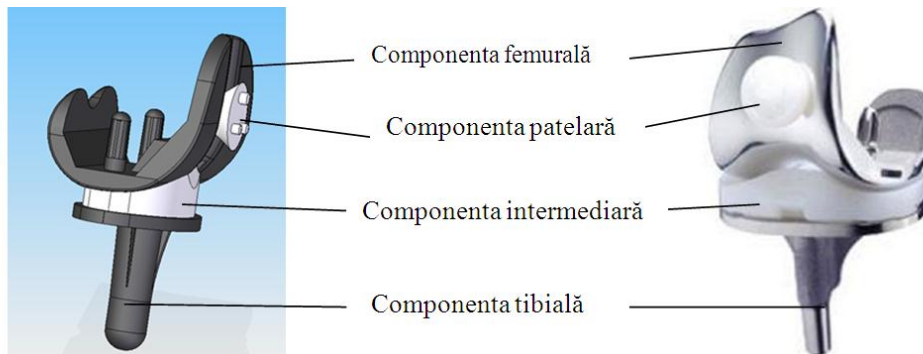 Componenta femurală
Componenta patelară
Componenta intermediară
Componenta tibială